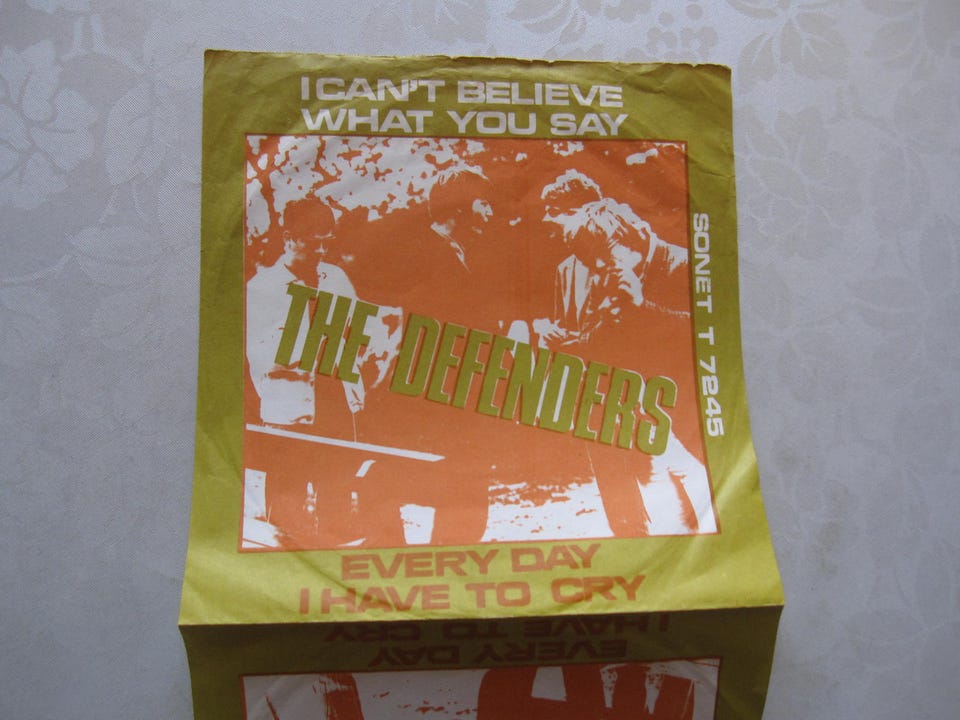 I CAN'T BELIEVE
WHAT YOU SAY
SONET T 7245
THE DEFENDERS
EVERY DAY
I HAVE TO CRY
I HAVE TO CRY
EVERY DAY